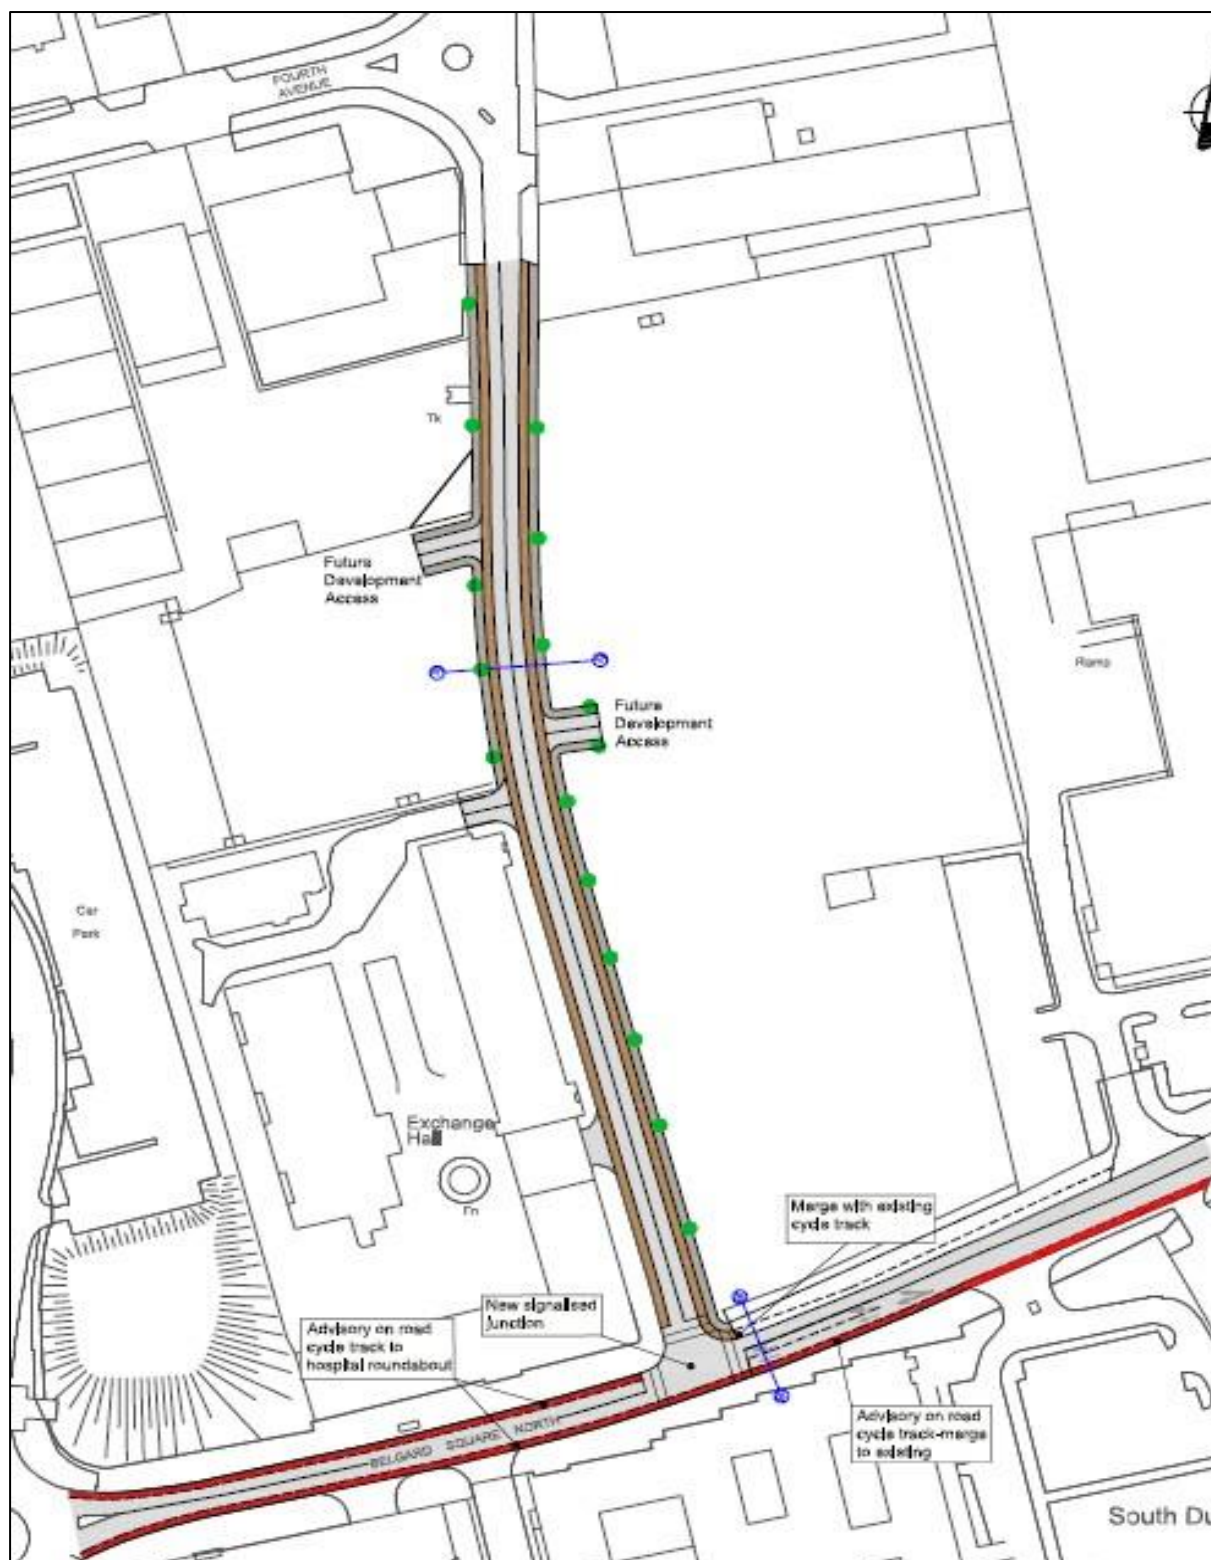 FOURTH
AVENUE
Tk
Future
Development
Access
Ramp
Future
Development
Access
Car
Park
Exchange
Hall
Fn
Merge with existing
cycle track
New signalised
junction
Advisory on road
cycle track to
hospital roundabout
BELGARD SQUARE NORTH
Advisory on road
cycle track-merge
to existing
South Du